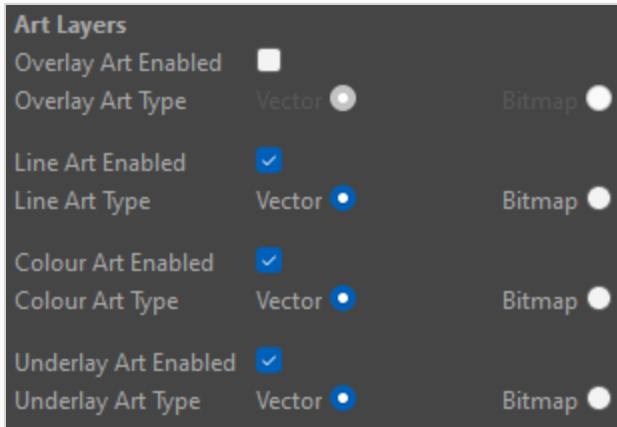 Art Layers
Overlay Art Enabled
Overlay Art Type Vector Bitmap
Line Art Enabled
Line Art Type Vector Bitmap
Colour Art Enabled
Colour Art Type Vector Bitmap
Underlay Art Enabled
Underlay Art Type Vector Bitmap